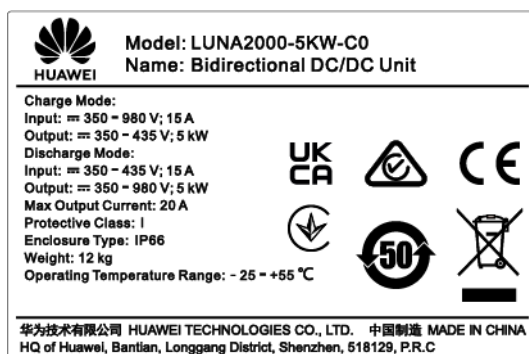 HUAWEI
Model: LUNA2000-5KW-C0
Name: Bidirectional DC/DC Unit
Charge Mode:
Input: ⎓ 350 - 980 V; 15 A
Output: ⎓ 350 - 435 V; 5 kW
Discharge Mode:
Input: ⎓ 350 - 435 V; 15 A
Output: ⎓ 350 - 980 V; 5 kW
Max Output Current: 20 A
Protective Class: I
Enclosure Type: IP66
Weight: 12 kg
Operating Temperature Range: - 25 - +55 ℃
UK
CA
CE
50
华为技术有限公司 HUAWEI TECHNOLOGIES CO., LTD. 中国制造 MADE IN CHINA
HQ of Huawei, Bantian, Longgang District, Shenzhen, 518129, P.R.C